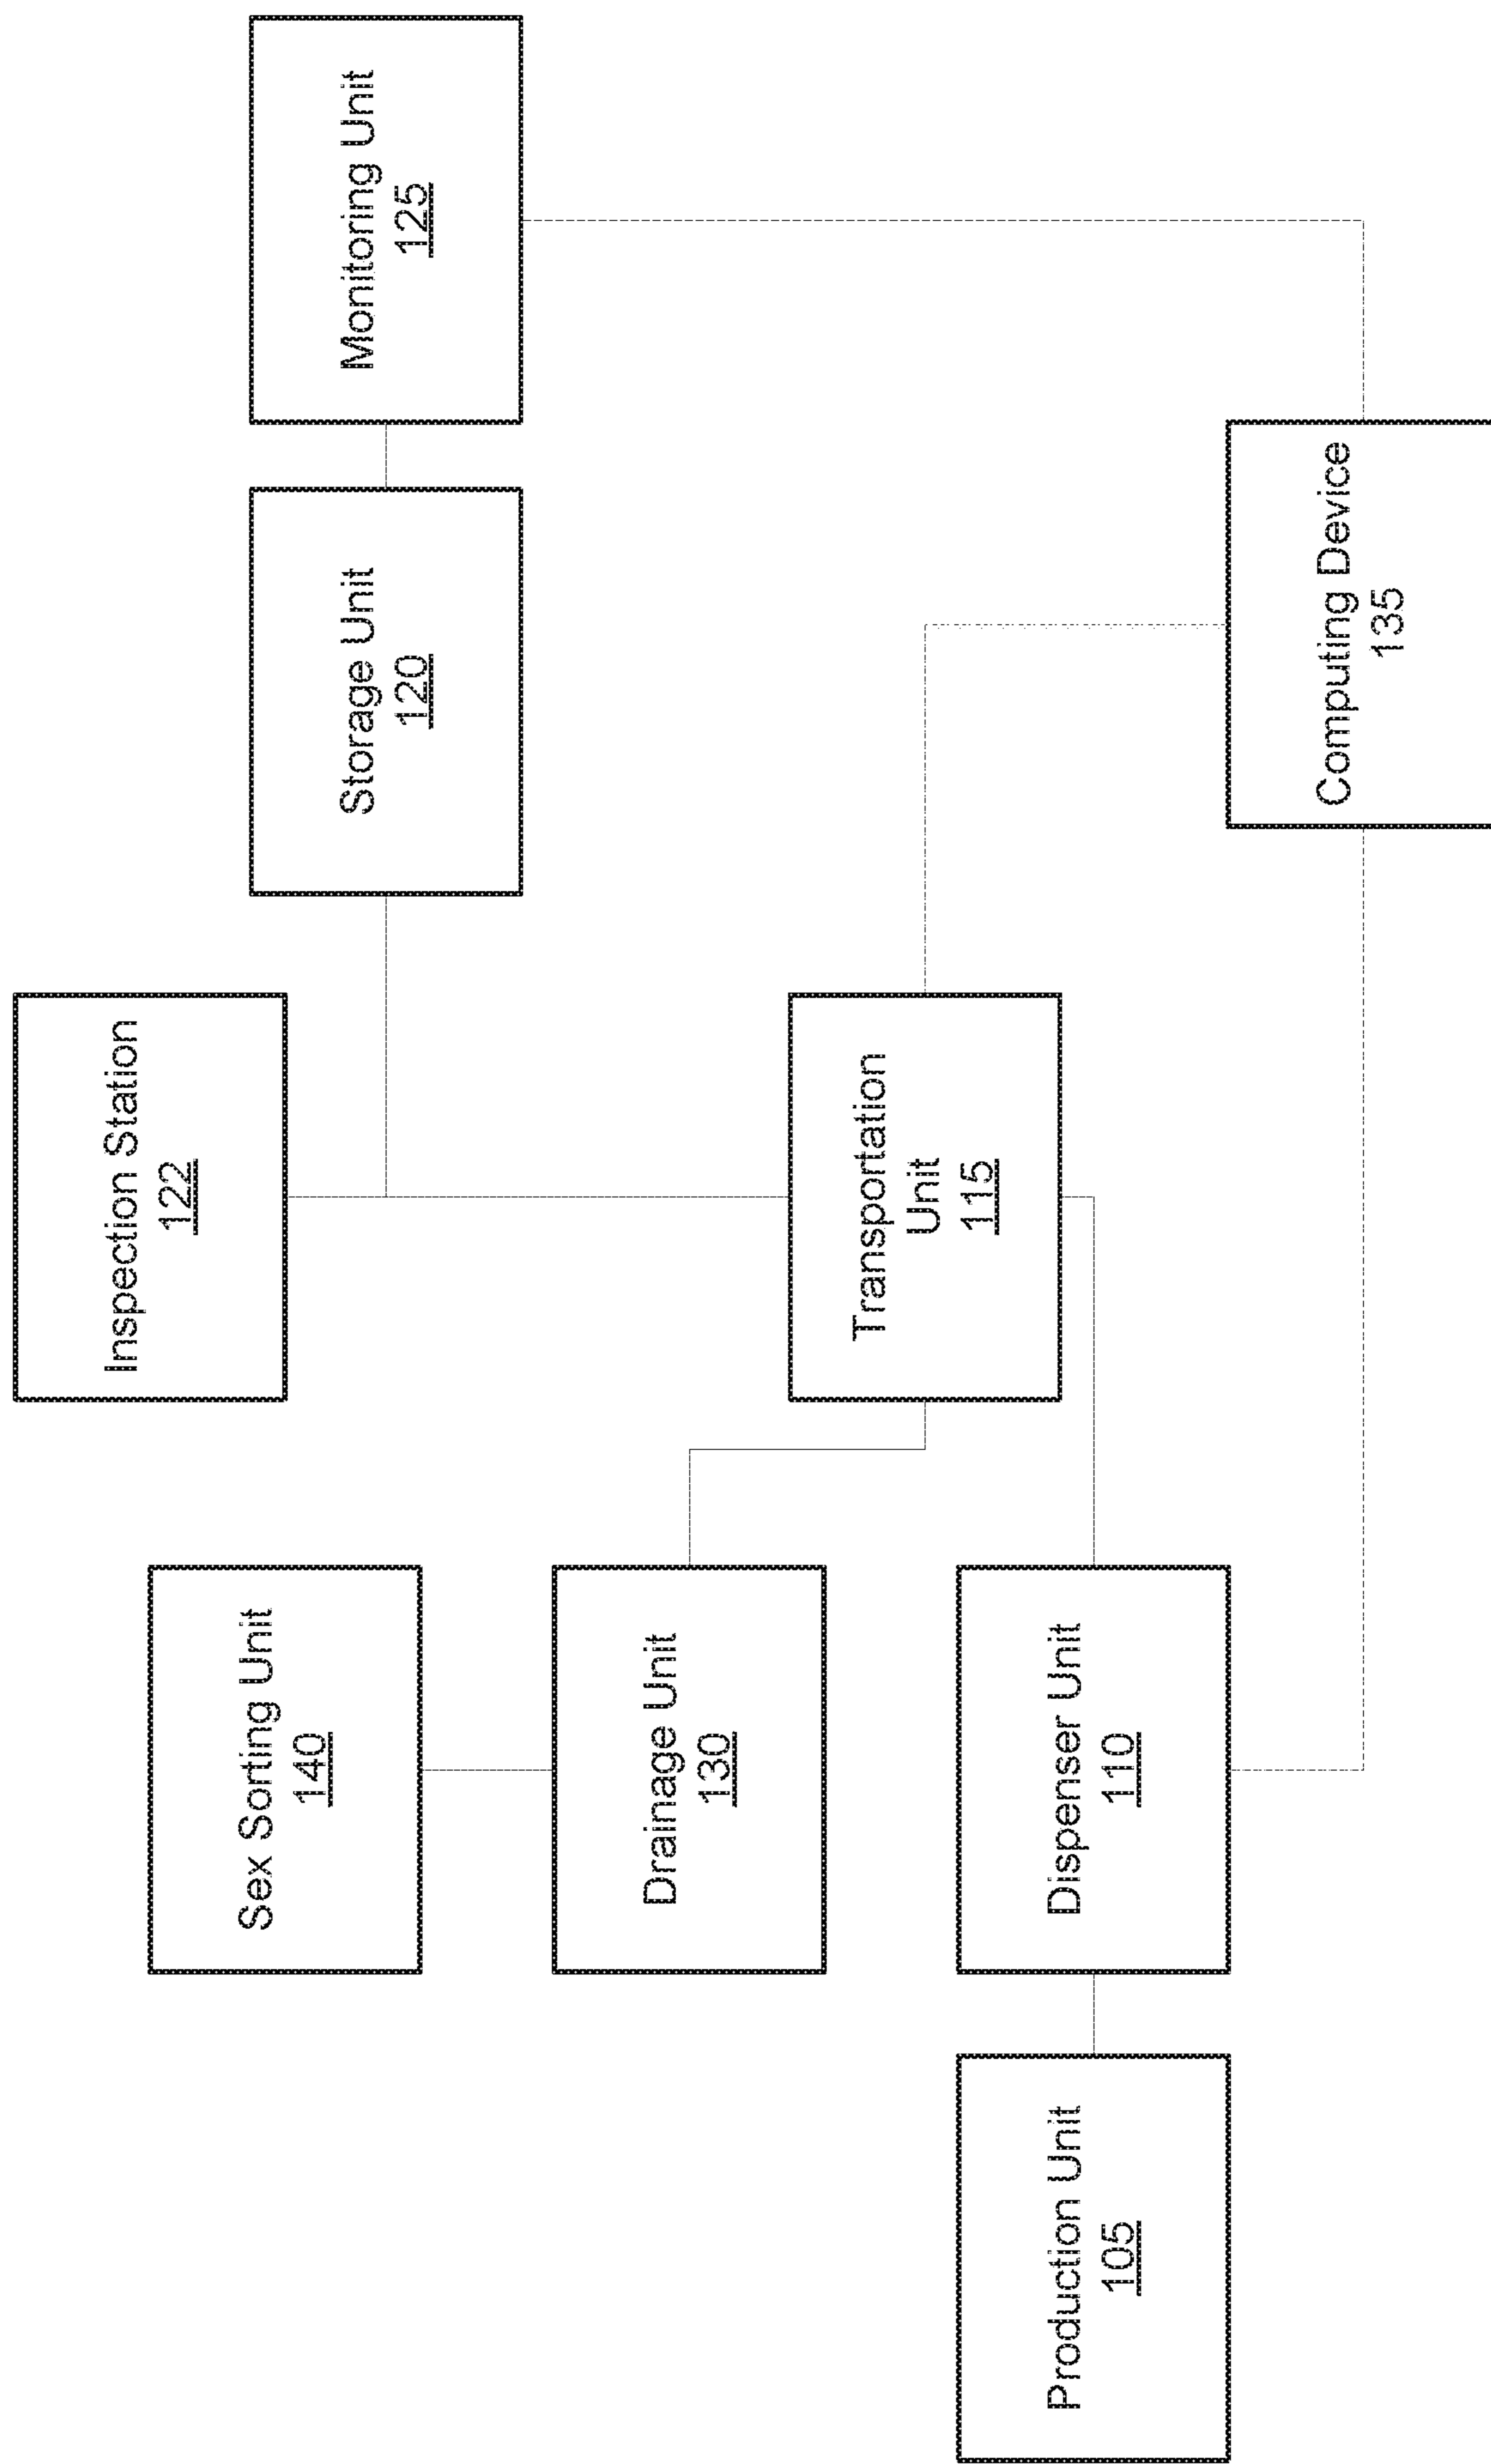 Inspection Station
122
Sex Sorting Unit
140
Storage Unit
120
Monitoring Unit
125
Drainage Unit
130
Transportation
Unit
115
Production Unit
105
Dispenser Unit
110
Computing Device
135